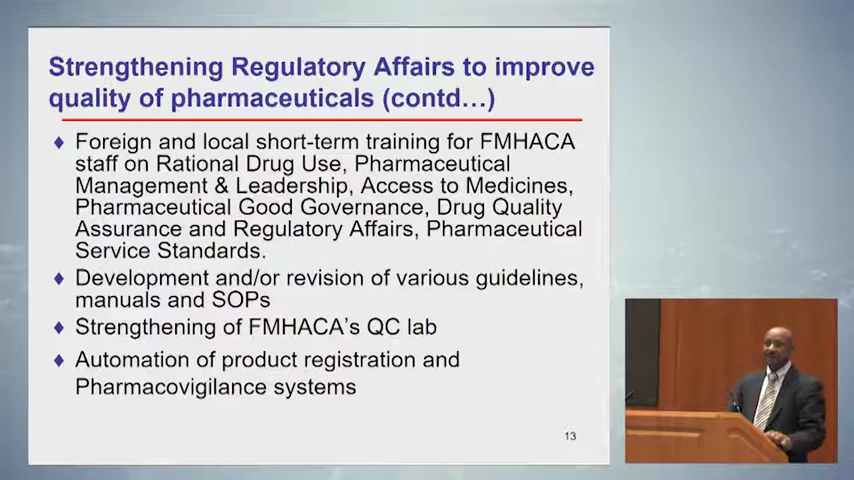 Strengthening Regulatory Affairs to improve
quality of pharmaceuticals (contd…)
♦ Foreign and local short-term training for FMHACA
staff on Rational Drug Use, Pharmaceutical
Management & Leadership, Access to Medicines,
Pharmaceutical Good Governance, Drug Quality
Assurance and Regulatory Affairs, Pharmaceutical
Service Standards.
♦ Development and/or revision of various guidelines,
manuals and SOPs
♦ Strengthening of FMHACA's QC lab
♦ Automation of product registration and
Pharmacovigilance systems
13